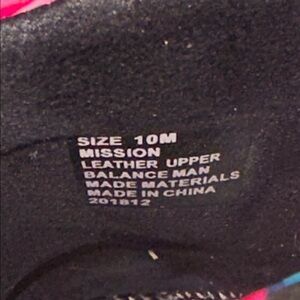 SIZE 10M
MISSION
LEATHER UPPER
BALANCE MAN
MADE MATERIALS
MADE IN CHINA
201812